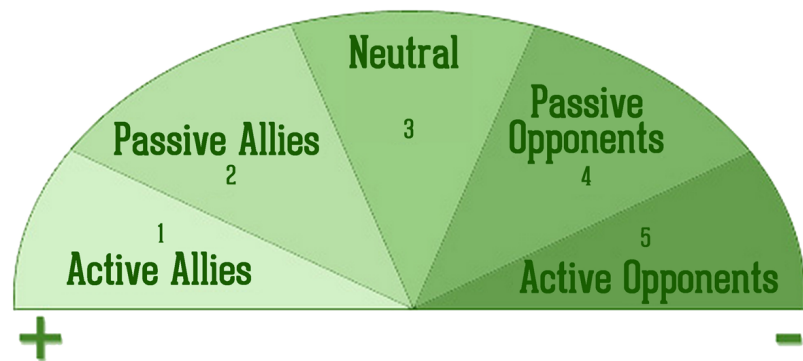 Neutral
3
Passive Allies
2
Passive
Opponents
4
1
Active Allies
5
Active Opponents
+
-